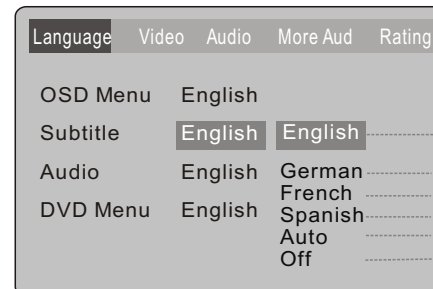 Language Video Audio More Aud Rating
OSD Menu English
Subtitle English English
Audio English German
French
DVD Menu English Spanish
Auto
Off